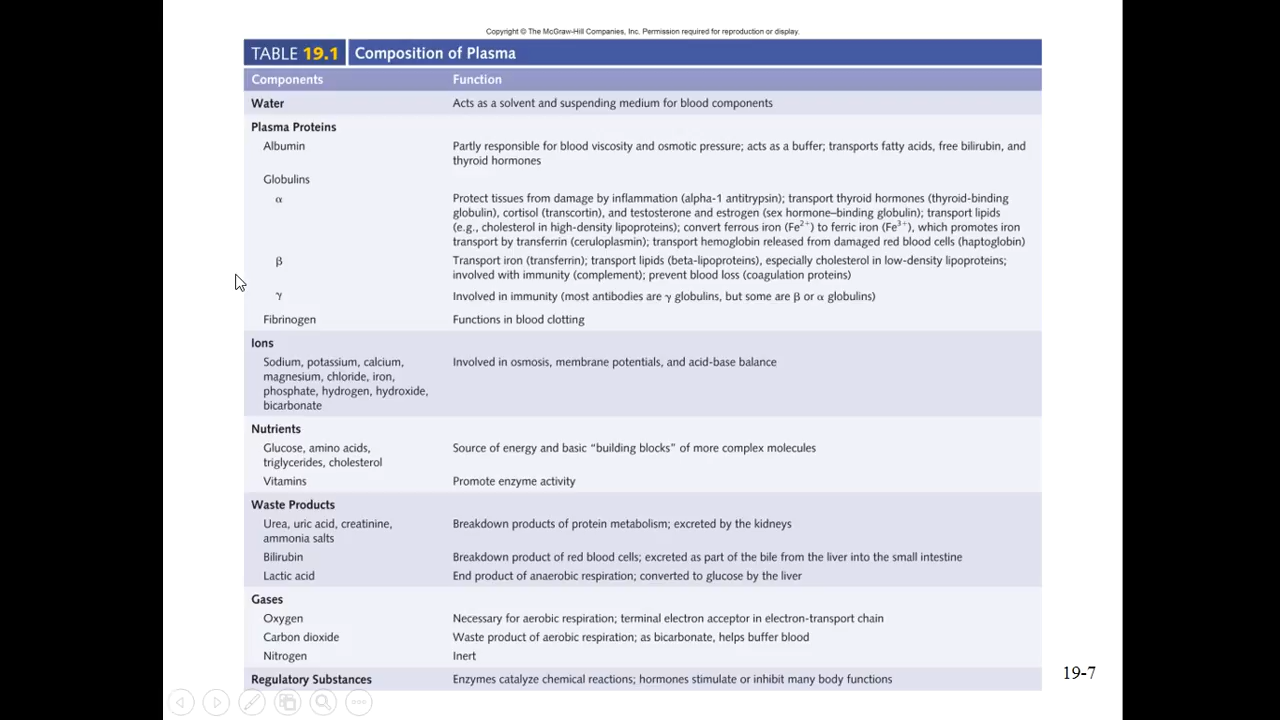 Copyright © The McGraw-Hill Companies, Inc. Permission required for reproduction or display.
TABLE 19.1 Composition of Plasma
Components Function
Water Acts as a solvent and suspending medium for blood components
Plasma Proteins
Albumin Partly responsible for blood viscosity and osmotic pressure; acts as a buffer; transports fatty acids, free bilirubin, and
thyroid hormones
Globulins
α Protect tissues from damage by inflammation (alpha-1 antitrypsin); transport thyroid hormones (thyroid-binding
globulin), cortisol (transcortin), and testosterone and estrogen (sex hormone–binding globulin); transport lipids
(e.g., cholesterol in high-density lipoproteins); convert ferrous iron (Fe²⁺) to ferric iron (Fe³⁺), which promotes iron
transport by transferrin (ceruloplasmin); transport hemoglobin released from damaged red blood cells (haptoglobin)
β Transport iron (transferrin); transport lipids (beta-lipoproteins), especially cholesterol in low-density lipoproteins;
involved with immunity (complement); prevent blood loss (coagulation proteins)
γ Involved in immunity (most antibodies are γ globulins, but some are β or α globulins)
Fibrinogen Functions in blood clotting
Ions
Sodium, potassium, calcium, Involved in osmosis, membrane potentials, and acid-base balance
magnesium, chloride, iron,
phosphate, hydrogen, hydroxide,
bicarbonate
Nutrients
Glucose, amino acids, Source of energy and basic “building blocks” of more complex molecules
triglycerides, cholesterol
Vitamins Promote enzyme activity
Waste Products
Urea, uric acid, creatinine, Breakdown products of protein metabolism; excreted by the kidneys
ammonia salts
Bilirubin Breakdown product of red blood cells; excreted as part of the bile from the liver into the small intestine
Lactic acid End product of anaerobic respiration; converted to glucose by the liver
Gases
Oxygen Necessary for aerobic respiration; terminal electron acceptor in electron-transport chain
Carbon dioxide Waste product of aerobic respiration; as bicarbonate, helps buffer blood
Nitrogen Inert
Regulatory Substances Enzymes catalyze chemical reactions; hormones stimulate or inhibit many body functions
19-7